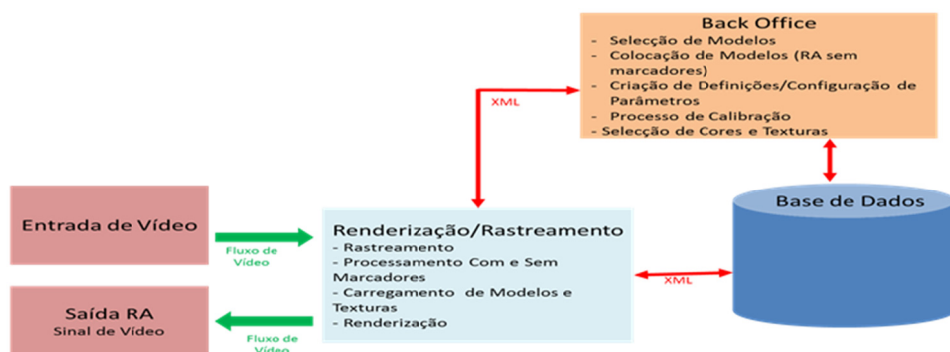 Back Office
- Selecção de Modelos
- Colocação de Modelos (RA sem
marcadores)
- Criação de Definições/Configuração de
Parâmetros
- Processo de Calibração
- Selecção de Cores e Texturas
XML
Entrada de Vídeo
Fluxo de
Vídeo
Renderização/Rastreamento
- Rastreamento
- Processamento Com e Sem
Marcadores
- Carregamento de Modelos e
Texturas
- Renderização
XML
Base de Dados
Saída RA
Sinal de Vídeo
Fluxo de
Vídeo